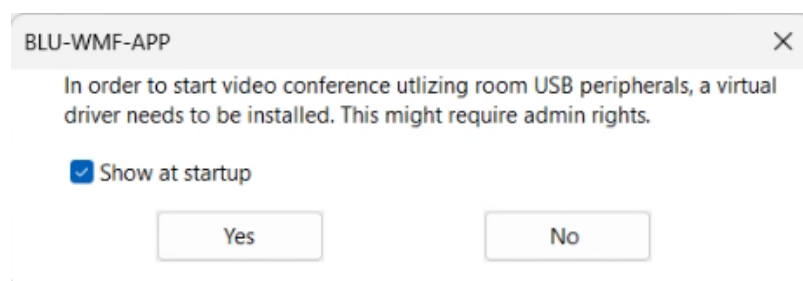 BLU-WMF-APP
In order to start video conference utlizing room USB peripherals, a virtual
driver needs to be installed. This might require admin rights.
Show at startup
Yes
No